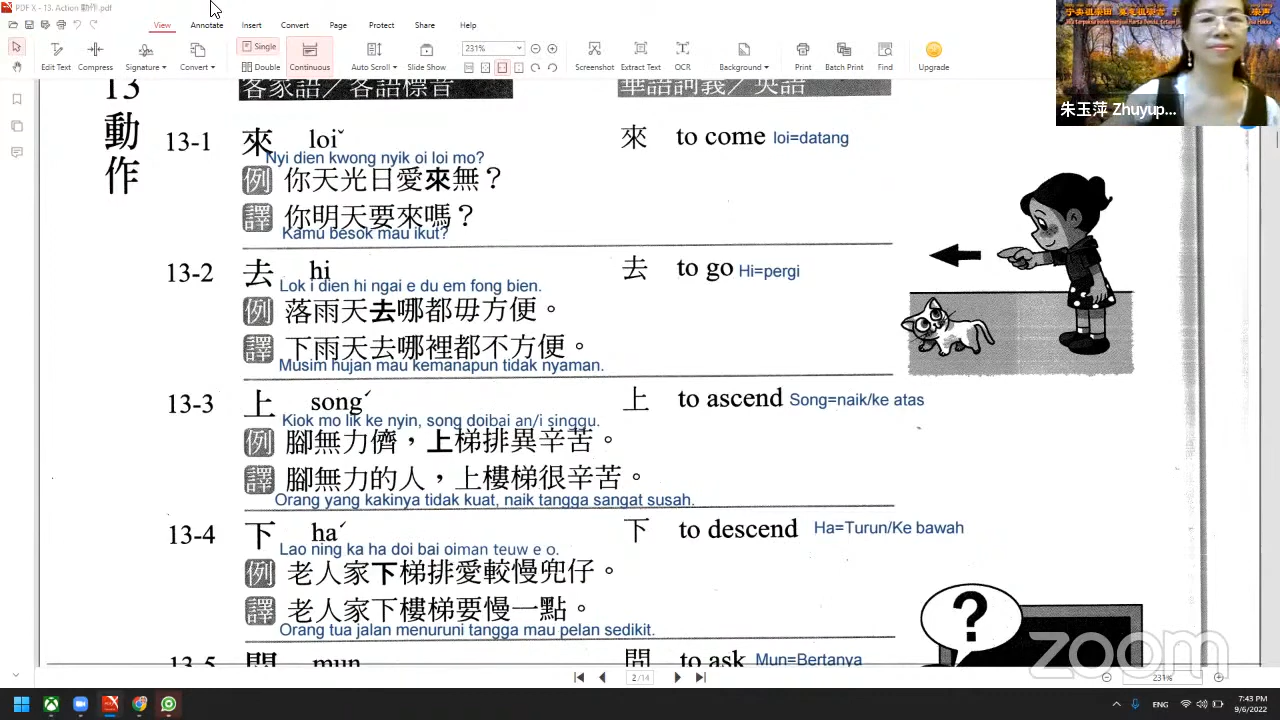 PDF X - 13. Action 動作.pdf
View Annotate Insert Convert Protect Share Help
Edit Text Compress Signature Convert Single Double Continuous Auto Scroll Slide Show 231% Screenshot Extract Text OCR Background Print Batch Print Find Upgrade
朱玉萍 Zhuyup...
13 動作
客家語／客語標音 華語詞義／英語
13-1 來 loiˇ 來 to come loi=datang
Nyi dien kwong nyik oi loi mo?
例 你天光日愛來無？
譯 你明天要來嗎？
Kamu besok mau ikut?
13-2 去 hi 去 to go Hi=pergi
Lok i dien hi ngai e du em fong bien.
例 落雨天去哪都毋方便。
譯 下雨天去哪裡都不方便。
Musim hujan mau kemanapun tidak nyaman.
13-3 上 songˊ 上 to ascend Song=naik/ke atas
Kiok mo lik ke nyin, song doibai an/i singgu.
例 腳無力儕，上梯排異辛苦。
譯 腳無力的人，上樓梯很辛苦。
Orang yang kakinya tidak kuat, naik tangga sangat susah.
13-4 下 haˊ 下 to descend Ha=Turun/Ke bawah
Lao ning ka ha doi bai oiman teuw e o.
例 老人家下梯排愛較慢兜仔。
譯 老人家下樓梯要慢一點。
Orang tua jalan menuruni tangga mau pelan sedikit.
13-5 問 mun 問 to ask Mun=Bertanya
?
zoom
2/14 231%
ENG 7:43 PM
9/6/2022